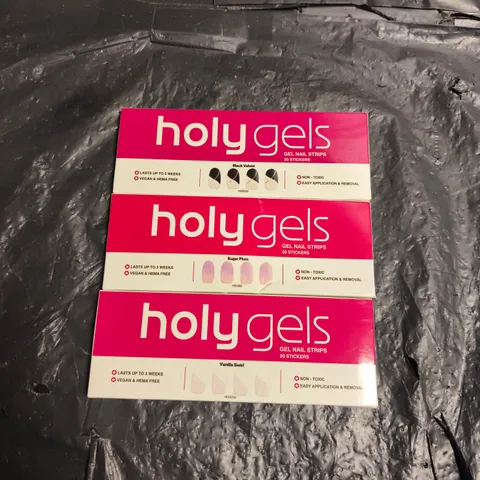 holy gels
GEL NAIL STRIPS
20 STICKERS
Black Velvet
LASTS UP TO 3 WEEKS
VEGAN & HEMA FREE
NON - TOXIC
EASY APPLICATION & REMOVAL
holy gels
GEL NAIL STRIPS
20 STICKERS
Sugar Plum
LASTS UP TO 3 WEEKS
VEGAN & HEMA FREE
NON - TOXIC
EASY APPLICATION & REMOVAL
holy gels
GEL NAIL STRIPS
20 STICKERS
Vanilla Swirl
LASTS UP TO 3 WEEKS
VEGAN & HEMA FREE
NON - TOXIC
EASY APPLICATION & REMOVAL